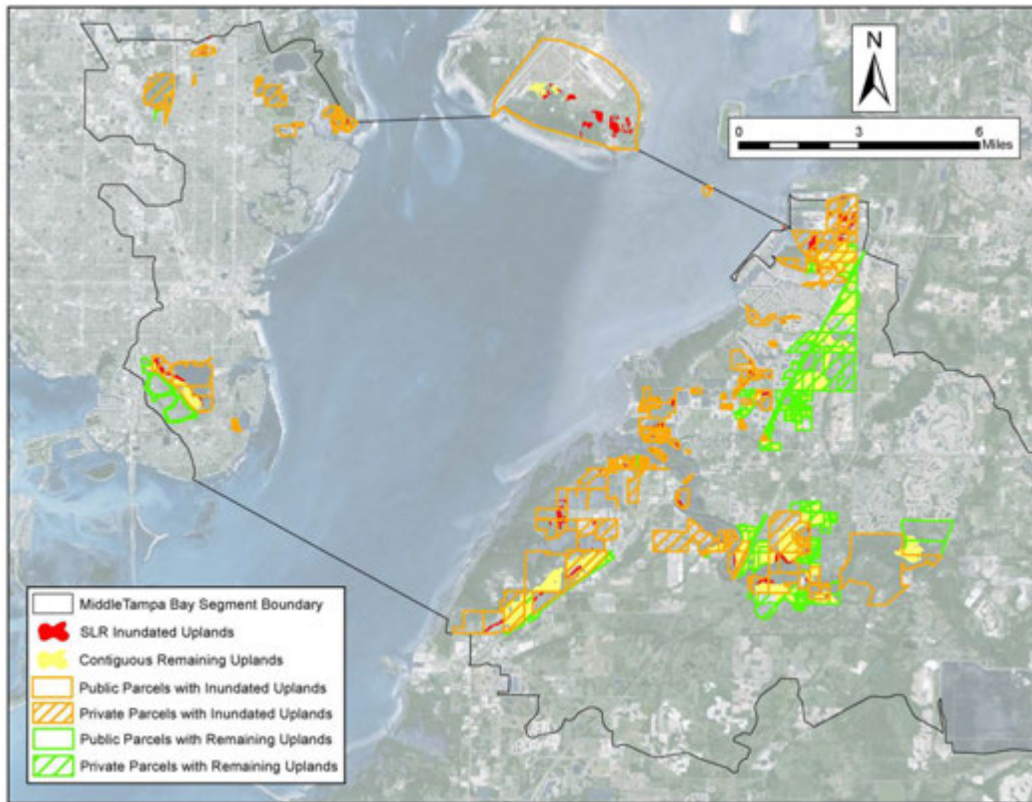 N
0 3 6
Miles
MiddleTampa Bay Segment Boundary
SLR Inundated Uplands
Contiguous Remaining Uplands
Public Parcels with Inundated Uplands
Private Parcels with Inundated Uplands
Public Parcels with Remaining Uplands
Private Parcels with Remaining Uplands